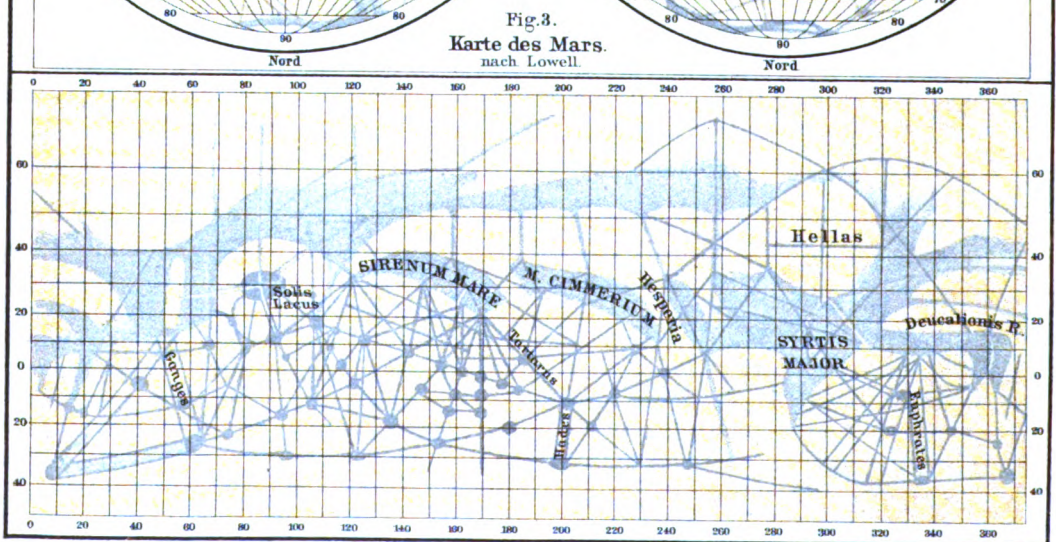 80 80 80 80 70
90 90
Fig.3.
Karte des Mars.
nach Lowell.
Nord Nord
0 20 40 60 80 100 120 140 160 180 200 220 240 260 280 300 320 340 360
60 60
40 40
Hellas
SIRENUM MARE
M. CIMMERIUM
Hesperia
Solis
Lacus
20 20
Deucalionis R.
Tartarus
SYRTIS
MAJOR
Ganges
0 0
Euphrates
Hades
20 20
40 40
0 20 40 60 80 100 120 140 160 180 200 220 240 260 280 300 320 340 360